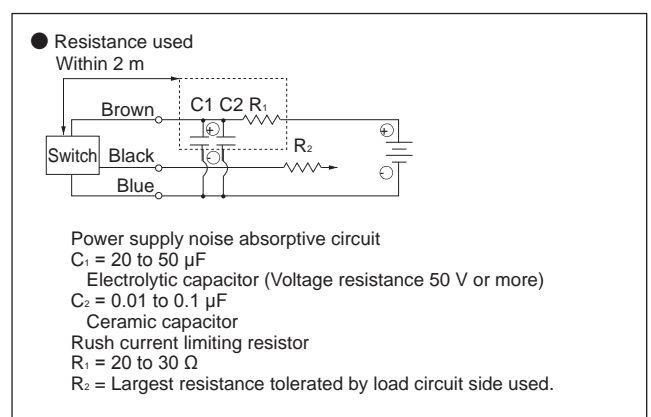 ● Resistance used
Within 2 m
Brown
C1 C2 R₁
⊕
⊕
Switch
Black
⊖
R₂
⊖
Blue
Power supply noise absorptive circuit
C₁ = 20 to 50 µF
Electrolytic capacitor (Voltage resistance 50 V or more)
C₂ = 0.01 to 0.1 µF
Ceramic capacitor
Rush current limiting resistor
R₁ = 20 to 30 Ω
R₂ = Largest resistance tolerated by load circuit side used.